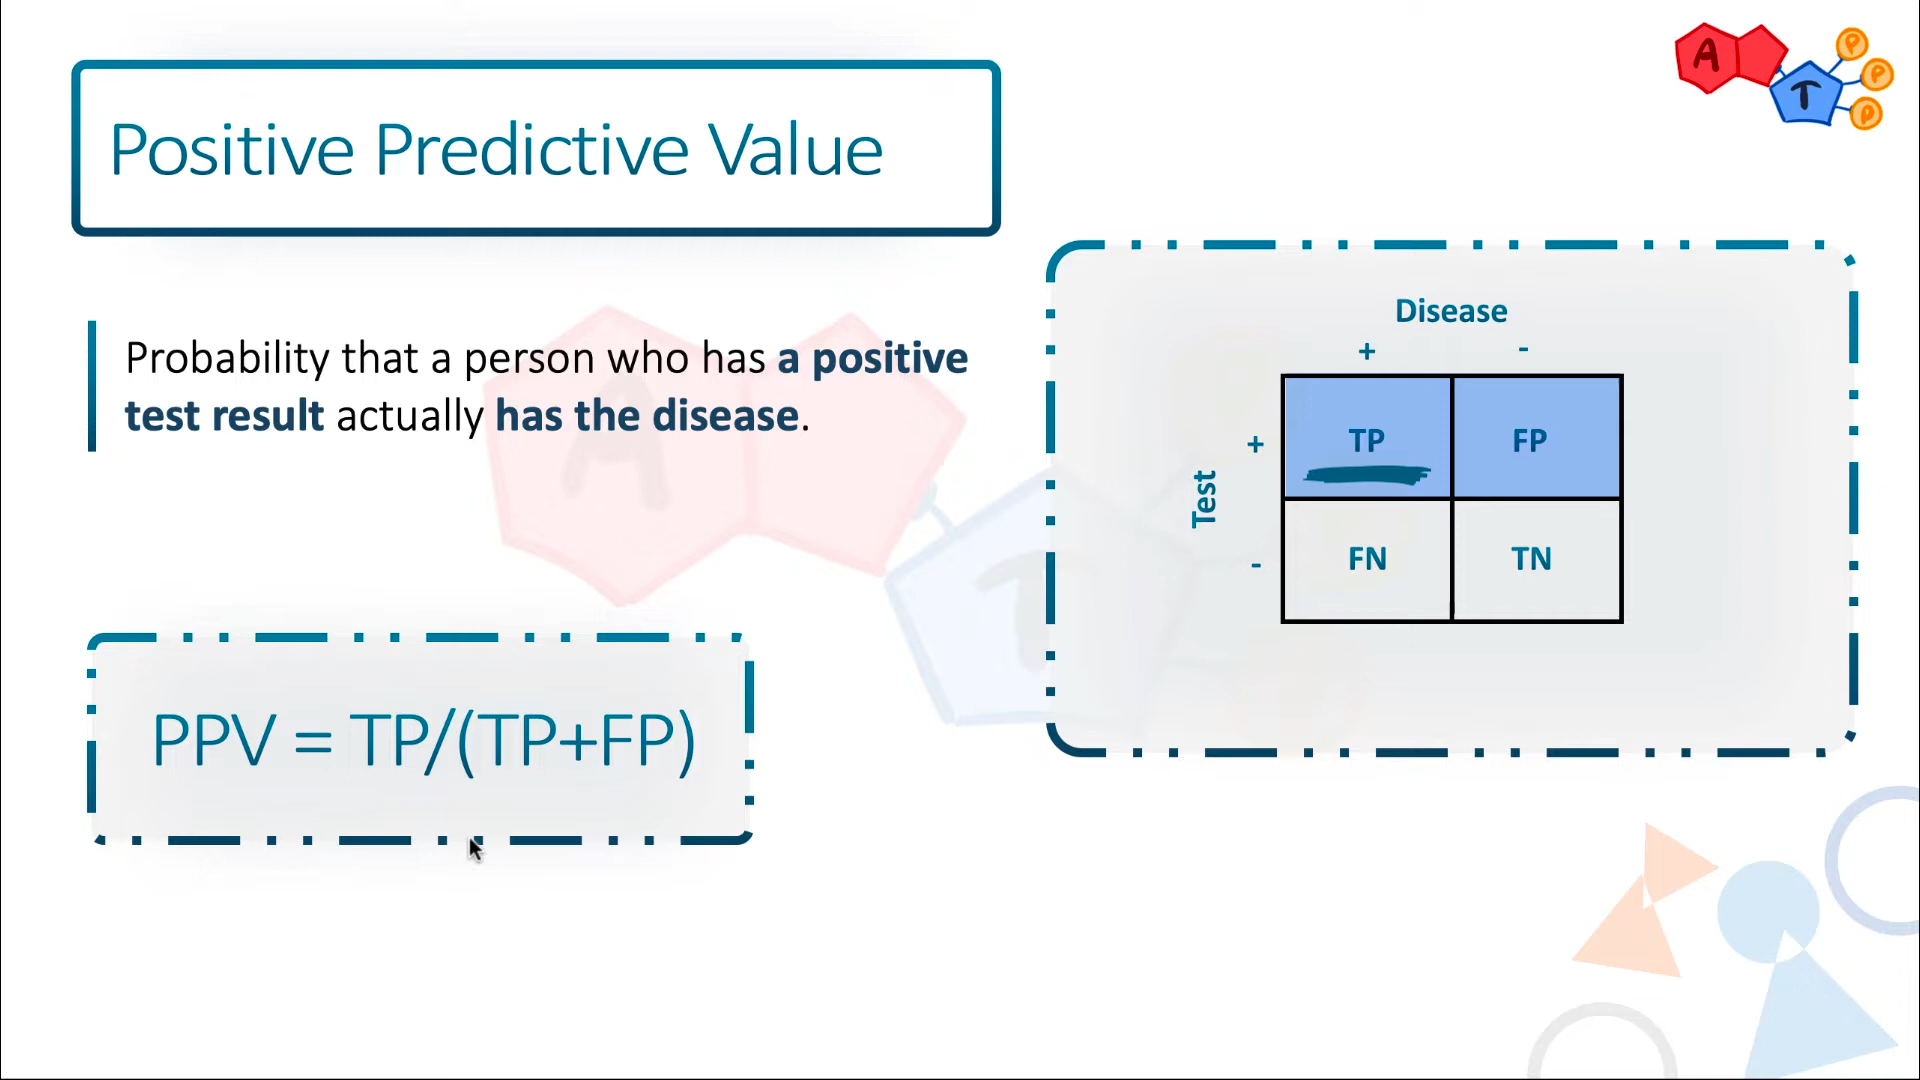 Positive Predictive Value
A
T
P
P
P
Probability that a person who has a positive
test result actually has the disease.
A
T
PPV = TP/(TP+FP)
Disease
+ -
Test
+ TP FP
- FN TN